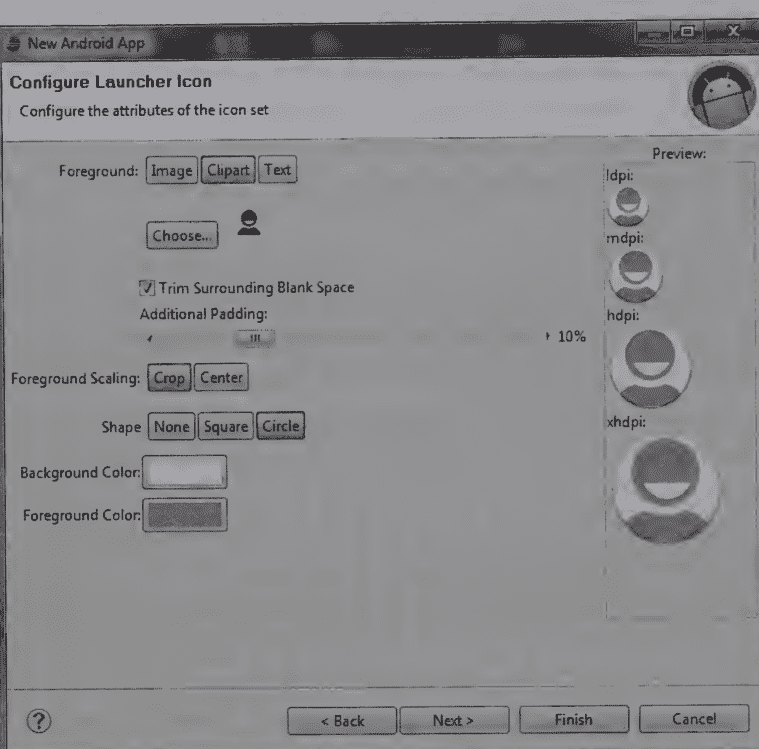 New Android App
Configure Launcher Icon
Configure the attributes of the icon set
Foreground: Image Clipart Text
Choose...
Trim Surrounding Blank Space
Additional Padding:
10%
Foreground Scaling: Crop Center
Shape None Square Circle
Background Color:
Foreground Color:
Preview:
ldpi:
mdpi:
hdpi:
xhdpi:
?
< Back Next > Finish Cancel